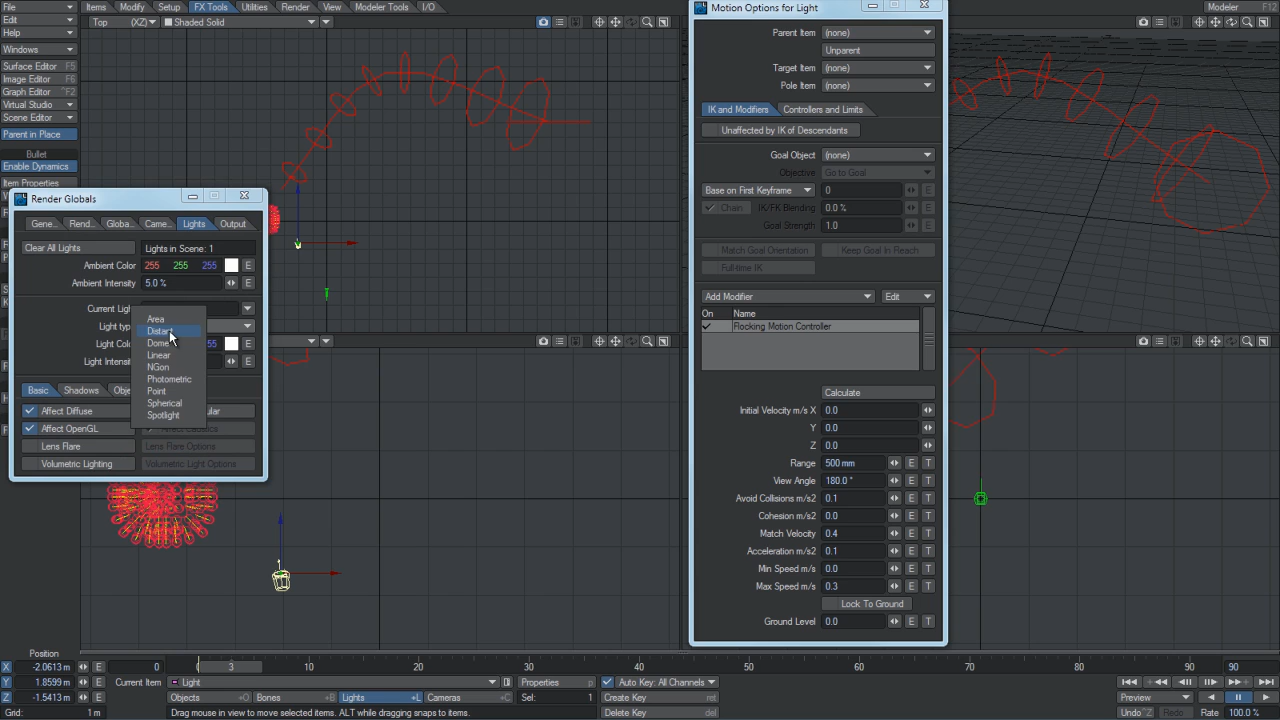 File
Items
Modify
Setup
FX Tools
Utilities
Render
View
Modeler Tools
I/O
Edit
Help
Windows
Surface Editor F5
Image Editor F6
Graph Editor ^F2
Virtual Studio
Scene Editor
Parent in Place
Bullet
Enable Dynamics
Item Properties
Top (XZ)
Shaded Solid
Modeler F12
Render Globals
Gene...
Rend...
Globa...
Came...
Lights
Output
Clear All Lights
Lights in Scene: 1
Ambient Color 255 255 255 E
Ambient Intensity 5.0 % E
Current Light
Light typ
Light Colo 55 E
Light Intensi E
Area
Distant
Dome
Linear
NGon
Photometric
Point
Spherical
Spotlight
Basic
Shadows
Obje
Affect Diffuse
ular
Affect OpenGL
Affect Caustics
Lens Flare
Lens Flare Options
Volumetric Lighting
Volumetric Light Options
Motion Options for Light
Parent Item (none)
Unparent
Target Item (none)
Pole Item (none)
IK and Modifiers
Controllers and Limits
Unaffected by IK of Descendants
Goal Object (none)
Objective Go to Goal
Base on First Keyframe 0 E
Chain IK/FK Blending 0.0 % E
Goal Strength 1.0 E
Match Goal Orientation
Keep Goal In Reach
Full-time IK
Add Modifier
Edit
On Name
Flocking Motion Controller
Calculate
Initial Velocity m/s X 0.0
Y 0.0
Z 0.0
Range 500 mm E T
View Angle 180.0 ° E T
Avoid Collisions m/s2 0.1 E T
Cohesion m/s2 0.0 E T
Match Velocity 0.4 E T
Acceleration m/s2 0.1 E T
Min Speed m/s 0.0 E T
Max Speed m/s 0.3 E T
Lock To Ground
Ground Level 0.0 E T
Position
X -2.0613 m E
Y 1.8599 m E
Z -1.5413 m E
Grid: 1 m
0
3 10 20 30 40 50 60 70 80 90 90
Current Item
Light
Properties p
Auto Key: All Channels
Objects +O
Bones +B
Lights +L
Cameras +C
Sel: 1
Create Key ret
Drag mouse in view to move selected items. ALT while dragging snaps to items.
Delete Key del
Preview
Undo ^Z
Redo Z
Rate 100.0 %